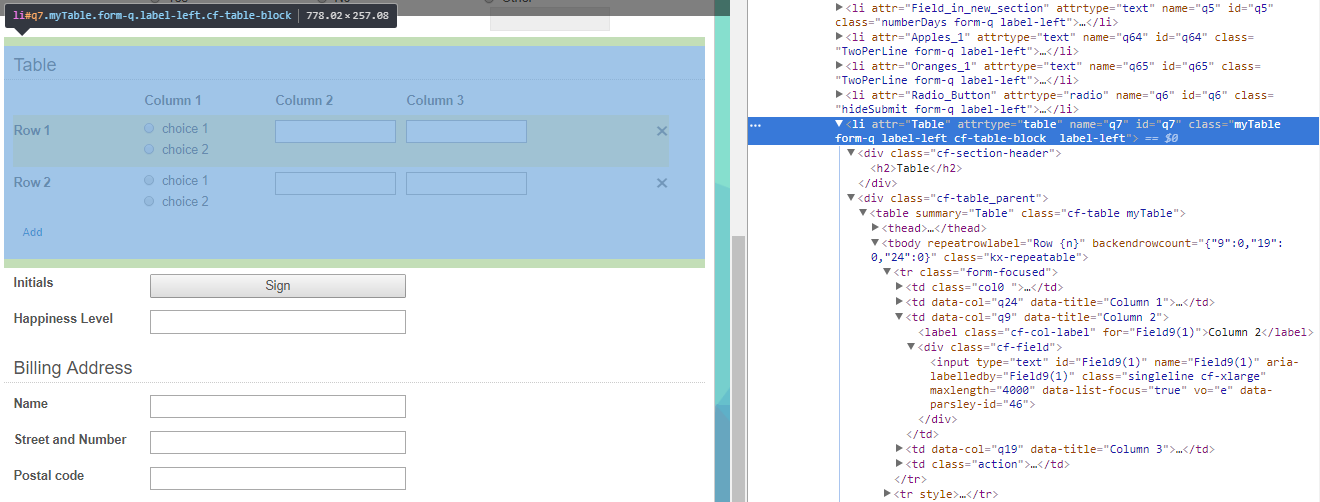 Yes No Other
li#q7.myTable.form-q.label-left.cf-table-block | 778.02×257.08
Table
Column 1 Column 2 Column 3
Row 1 choice 1 ×
choice 2
Row 2 choice 1 ×
choice 2
Add
Initials Sign
Happiness Level
Billing Address
Name
Street and Number
Postal code
▶<li attr="Field_in_new_section" attrtype="text" name="q5" id="q5"
class="numberDays form-q label-left">…</li>
▶<li attr="Apples_1" attrtype="text" name="q64" id="q64" class=
"TwoPerLine form-q label-left">…</li>
▶<li attr="Oranges_1" attrtype="text" name="q65" id="q65" class=
"TwoPerLine form-q label-left">…</li>
▶<li attr="Radio_Button" attrtype="radio" name="q6" id="q6" class=
"hideSubmit form-q label-left">…</li>
… ▼<li attr="Table" attrtype="table" name="q7" id="q7" class="myTable
form-q label-left cf-table-block  label-left"> == $0
▼<div class="cf-section-header">
<h2>Table</h2>
</div>
▼<div class="cf-table_parent">
▼<table summary="Table" class="cf-table myTable">
▶<thead>…</thead>
▼<tbody repeatrowlabel="Row {n}" backendrowcount="{"9":0,"19":
0,"24":0}" class="kx-repeatable">
▼<tr class="form-focused">
▶<td class="col0 ">…</td>
▶<td data-col="q24" data-title="Column 1">…</td>
▼<td data-col="q9" data-title="Column 2">
<label class="cf-col-label" for="Field9(1)">Column 2</label>
▼<div class="cf-field">
<input type="text" id="Field9(1)" name="Field9(1)" aria-
labelledby="Field9(1)" class="singleline cf-xlarge"
maxlength="4000" data-list-focus="true" vo="e" data-
parsley-id="46">
</div>
</td>
▶<td data-col="q19" data-title="Column 3">…</td>
▶<td class="action">…</td>
</tr>
▶<tr style>…</tr>